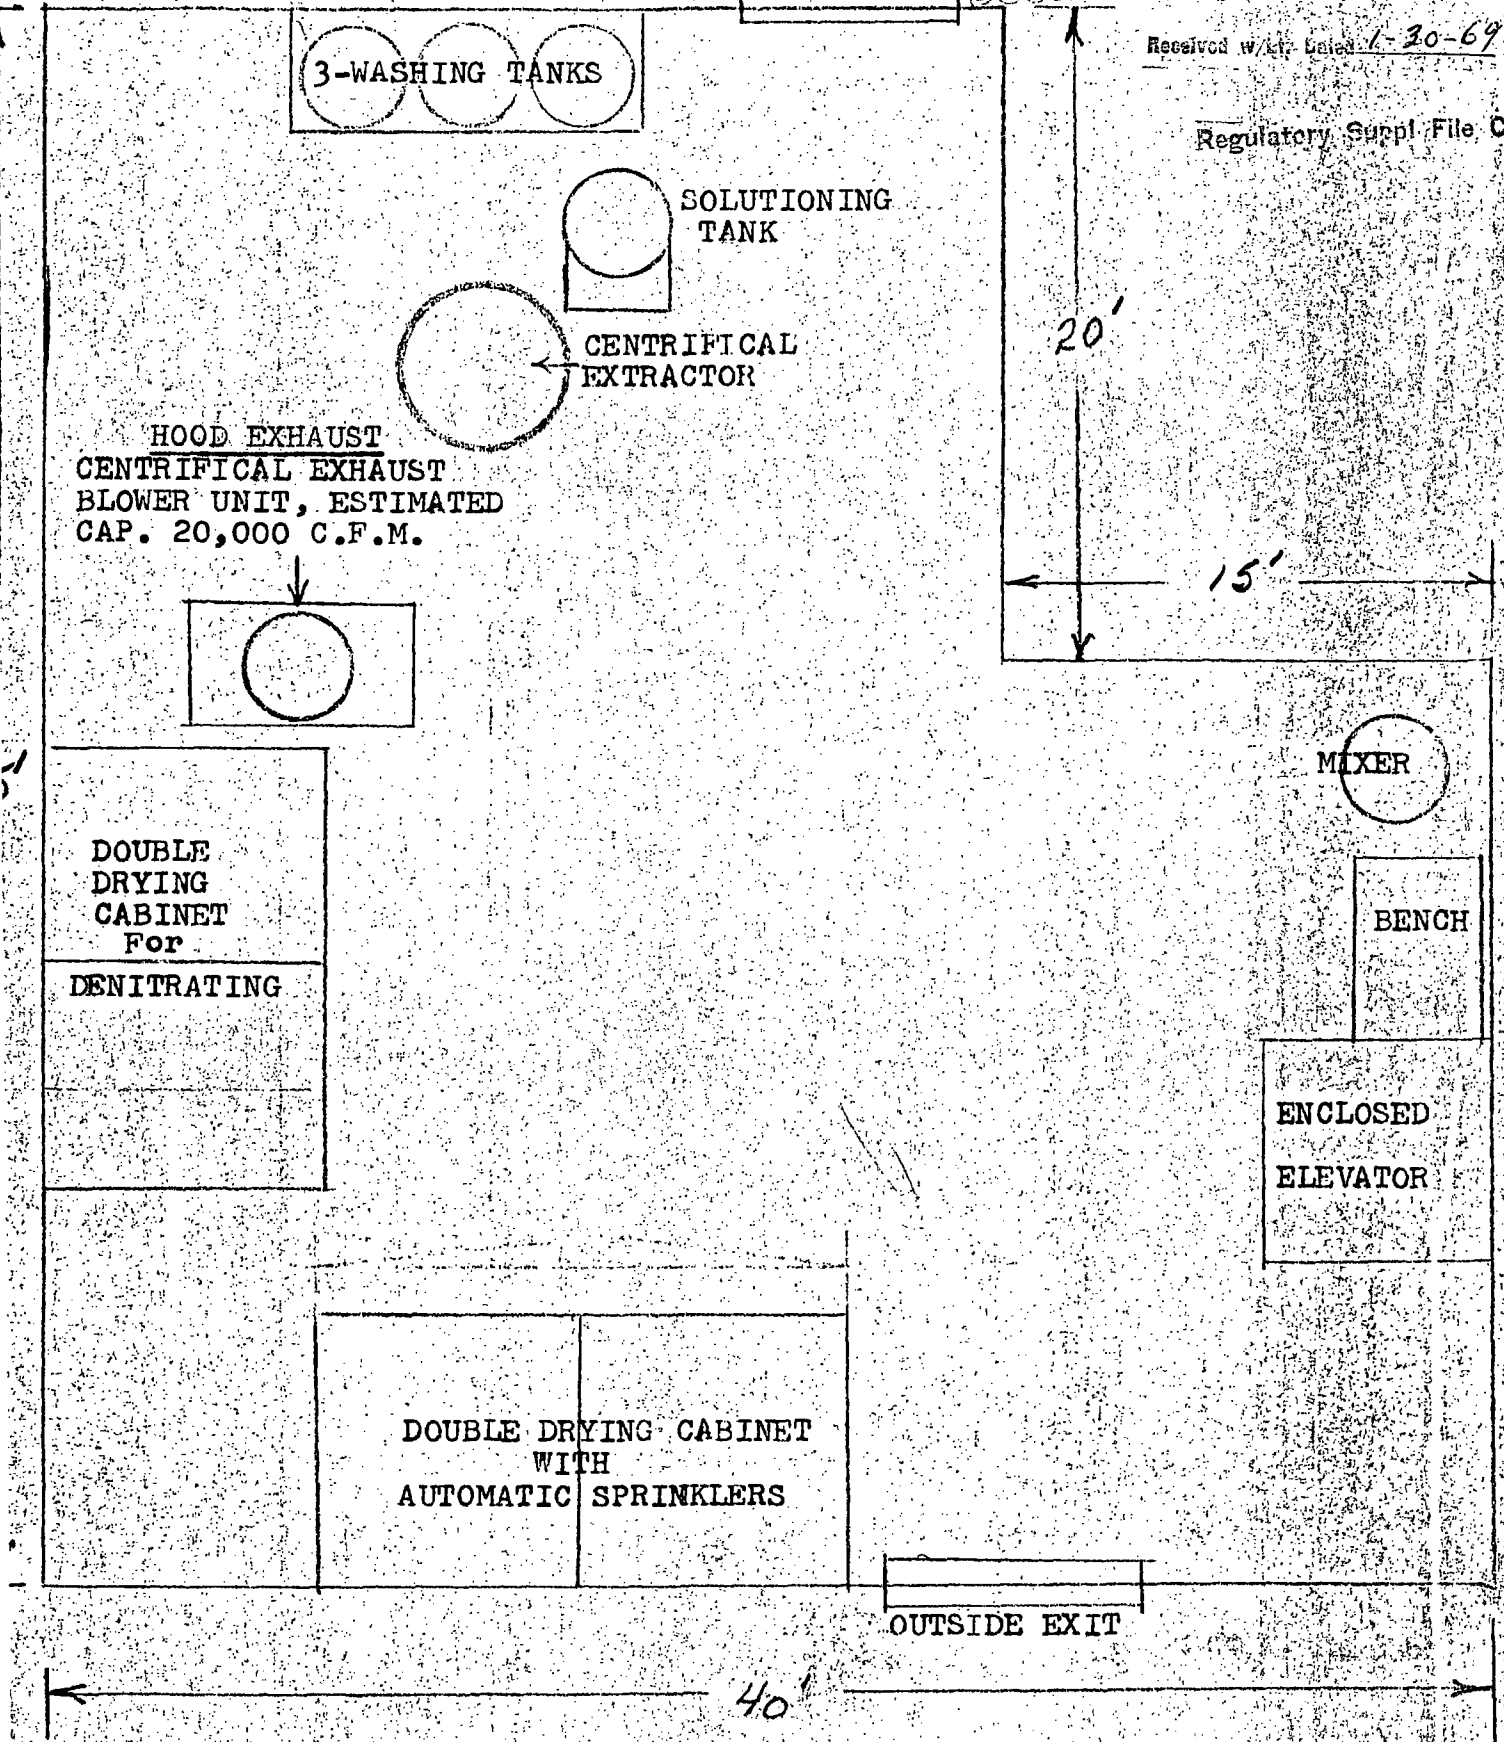 Received w/Ltr. Dated 1-30-69
Regulatory Suppl File C
3-WASHING TANKS
SOLUTIONING
TANK
CENTRIFICAL
EXTRACTOR
20'
HOOD EXHAUST
CENTRIFICAL EXHAUST
BLOWER UNIT, ESTIMATED
CAP. 20,000 C.F.M.
15'
MIXER
DOUBLE
DRYING
CABINET
For
DENITRATING
BENCH
ENCLOSED
ELEVATOR
DOUBLE DRYING CABINET
WITH
AUTOMATIC SPRINKLERS
OUTSIDE EXIT
40'